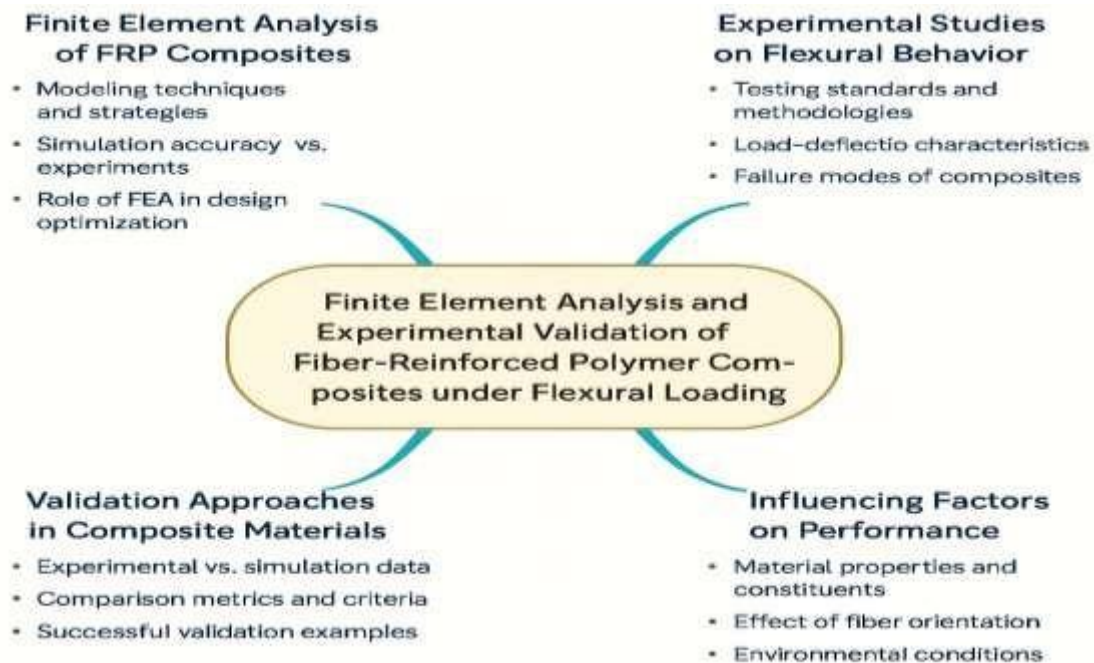 Finite Element Analysis
of FRP Composites
• Modeling techniques
and strategies
• Simulation accuracy vs.
experiments
• Role of FEA in design
optimization
Experimental Studies
on Flexural Behavior
• Testing standards and
methodologies
• Load-deflectio characteristics
• Failure modes of composites
Finite Element Analysis and
Experimental Validation of
Fiber-Reinforced Polymer Com-
posites under Flexural Loading
Validation Approaches
in Composite Materials
• Experimental vs. simulation data
• Comparison metrics and criteria
• Successful validation examples
Influencing Factors
on Performance
• Material properties and
constituents
• Effect of fiber orientation
• Environmental conditions